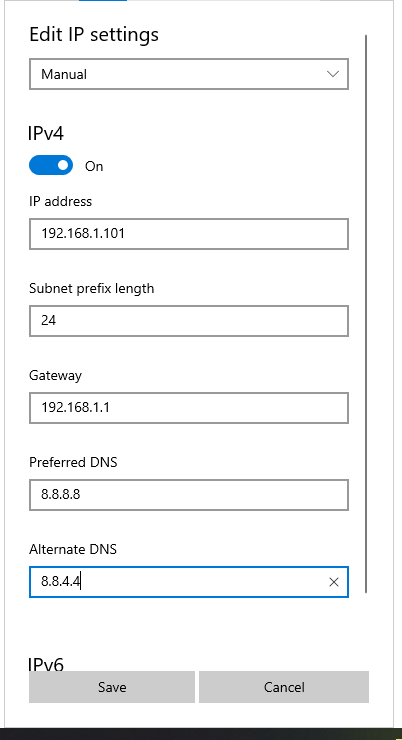 Edit IP settings
Manual
IPv4
On
IP address
192.168.1.101
Subnet prefix length
24
Gateway
192.168.1.1
Preferred DNS
8.8.8.8
Alternate DNS
8.8.4.4
IPv6
Save Cancel